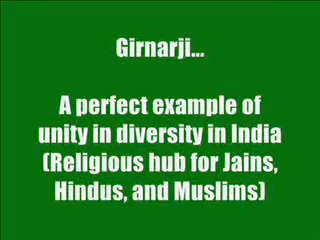 Girnarji...
A perfect example of
unity in diversity in India
(Religious hub for Jains,
Hindus, and Muslims)